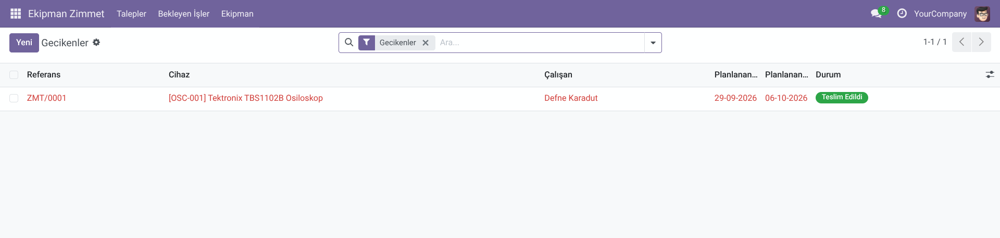 Ekipman Zimmet Talepler Bekleyen İşler Ekipman 8 YourCompany
Yeni Gecikenler Gecikenler Ara... 1-1 / 1
Referans Cihaz Çalışan Planlanan... Planlanan... Durum
ZMT/0001 [OSC-001] Tektronix TBS1102B Osiloskop Defne Karadut 29-09-2026 06-10-2026 Teslim Edildi